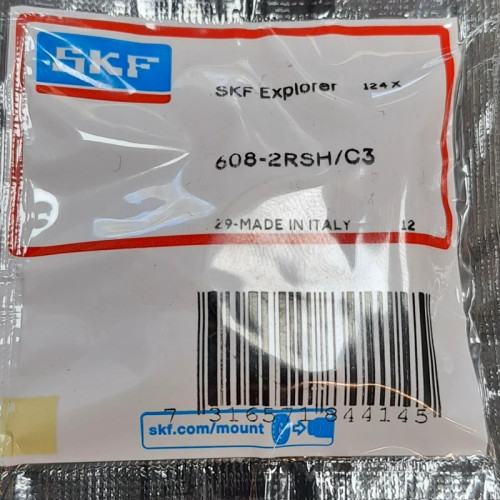 SKF
SKF Explorer 124 X
608-2RSH/C3
29-MADE IN ITALY 12
7 316571 844145
skf.com/mount